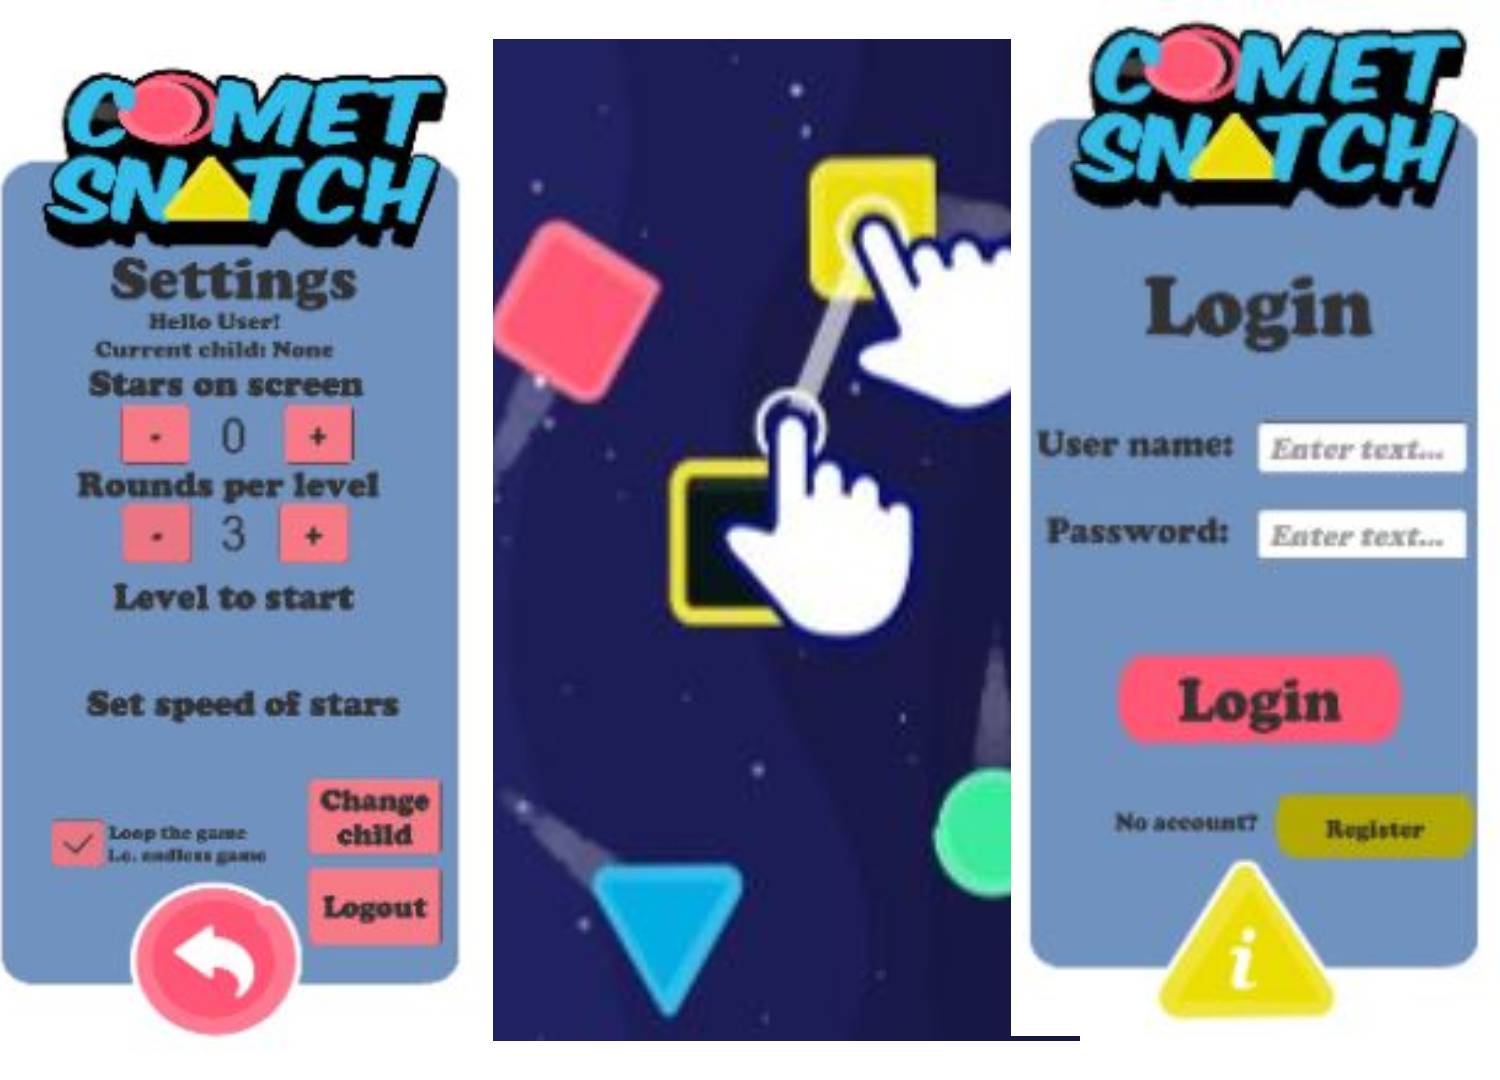 COMET
SNATCH
Settings
Hello User!
Current child: None
Stars on screen
- 0 +
Rounds per level
- 3 +
Level to start
Set speed of stars
Loop the game
I.e. endless game
Change
child
Logout
COMET
SNATCH
Login
User name: Enter text...
Password: Enter text...
Login
No account? Register
i